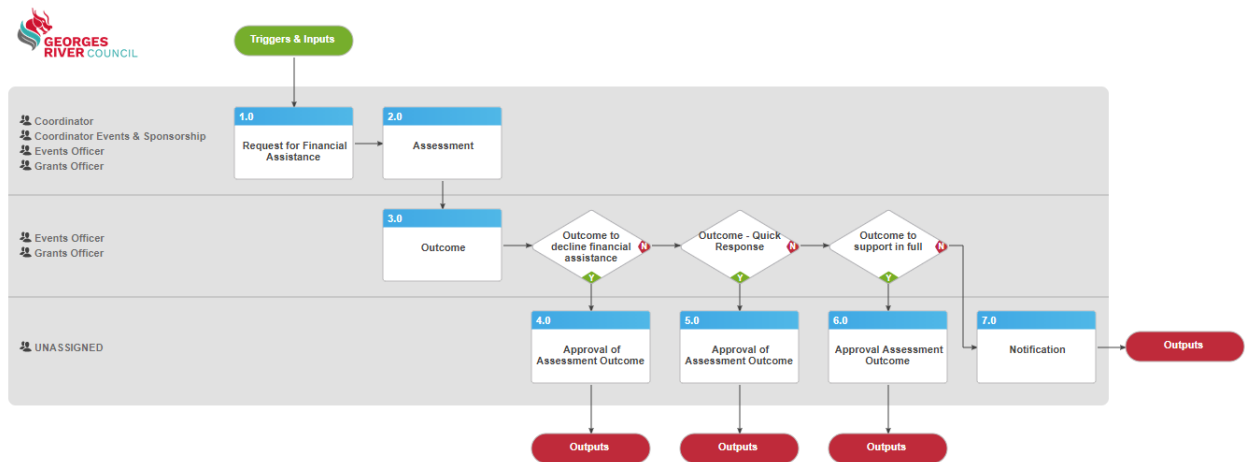 GEORGES
RIVER COUNCIL
Triggers & Inputs
Coordinator
Coordinator Events & Sponsorship
Events Officer
Grants Officer
1.0
Request for Financial
Assistance
2.0
Assessment
Events Officer
Grants Officer
3.0
Outcome
Outcome to
decline financial
assistance
N
Y
Outcome - Quick
Response
N
Y
Outcome to
support in full
N
Y
UNASSIGNED
4.0
Approval of
Assessment Outcome
5.0
Approval of
Assessment Outcome
6.0
Approval Assessment
Outcome
7.0
Notification
Outputs
Outputs
Outputs
Outputs